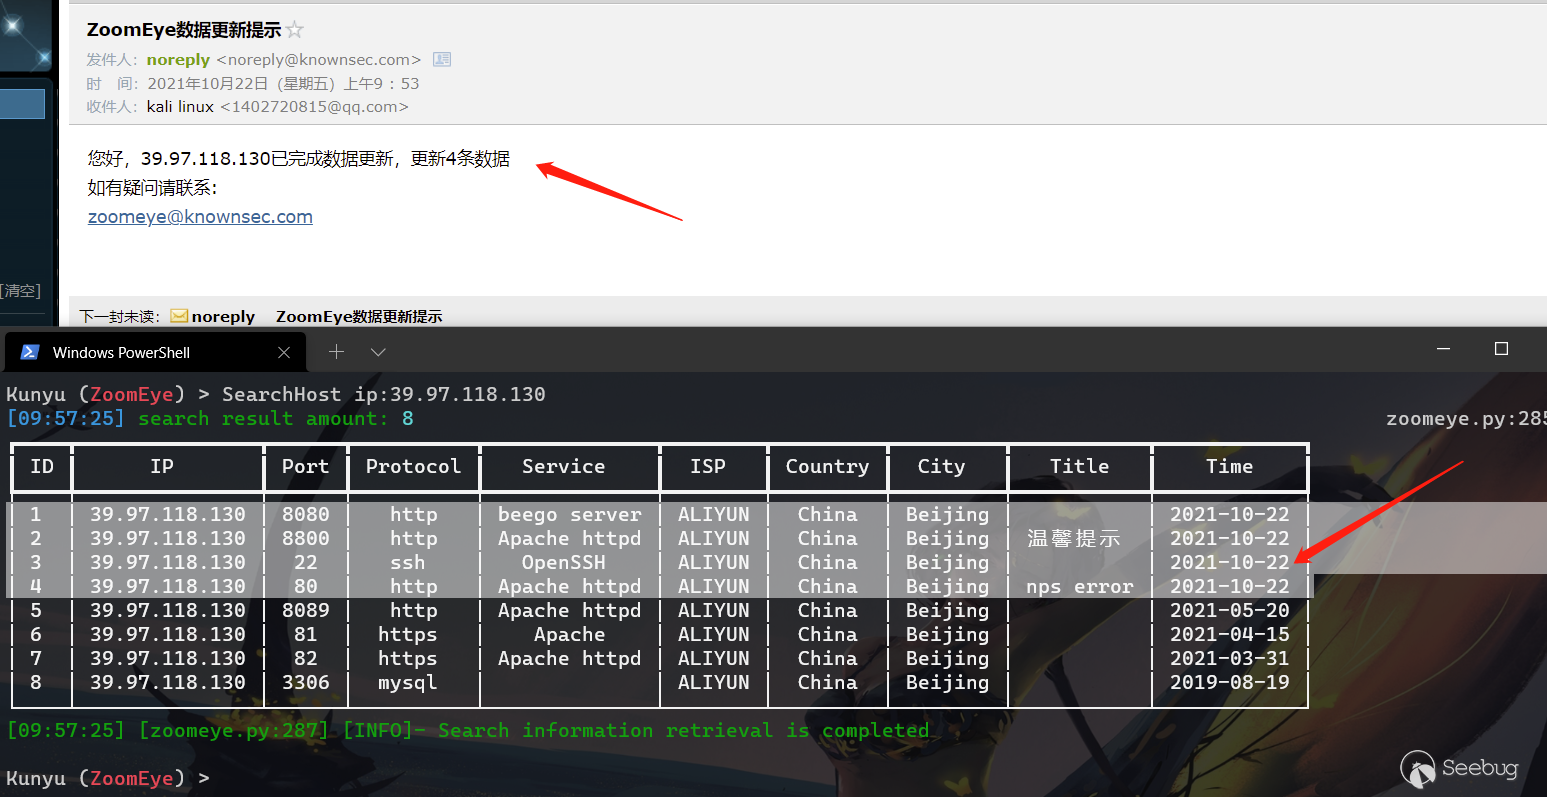 ZoomEye数据更新提示
发件人：noreply <noreply@knownsec.com>
时　间：2021年10月22日（星期五）上午9：53
收件人：kali linux <1402720815@qq.com>
您好，39.97.118.130已完成数据更新，更新4条数据
如有疑问请联系:
zoomeye@knownsec.com
[清空]
下一封未读：noreply ZoomEye数据更新提示
Windows PowerShell
Kunyu (ZoomEye) > SearchHost ip:39.97.118.130
[09:57:25] search result amount: 8 zoomeye.py:285
ID IP Port Protocol Service ISP Country City Title Time
1 39.97.118.130 8080 http beego server ALIYUN China Beijing 2021-10-22
2 39.97.118.130 8800 http Apache httpd ALIYUN China Beijing 温馨提示 2021-10-22
3 39.97.118.130 22 ssh OpenSSH ALIYUN China Beijing 2021-10-22
4 39.97.118.130 80 http Apache httpd ALIYUN China Beijing nps error 2021-10-22
5 39.97.118.130 8089 http Apache httpd ALIYUN China Beijing 2021-05-20
6 39.97.118.130 81 https Apache ALIYUN China Beijing 2021-04-15
7 39.97.118.130 82 https Apache httpd ALIYUN China Beijing 2021-03-31
8 39.97.118.130 3306 mysql ALIYUN China Beijing 2019-08-19
[09:57:25] [zoomeye.py:287] [INFO]- Search information retrieval is completed
Kunyu (ZoomEye) >
Seebug